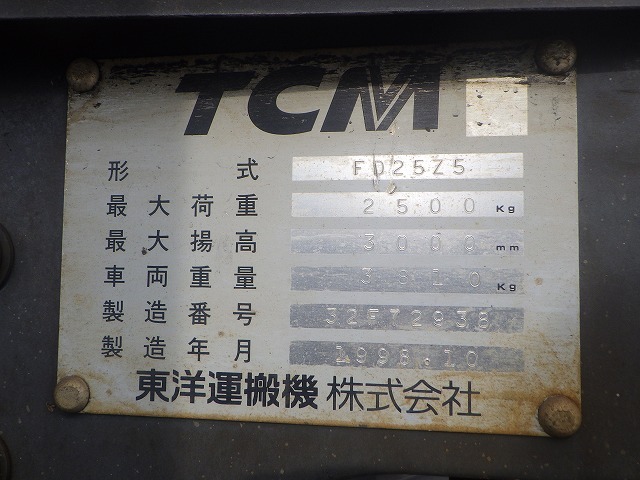 TCM
形式 FD25Z5
最大荷重 2500 Kg
最大揚高 3000 mm
車両重量 Kg
製造番号
製造年月
東洋運搬機株式会社